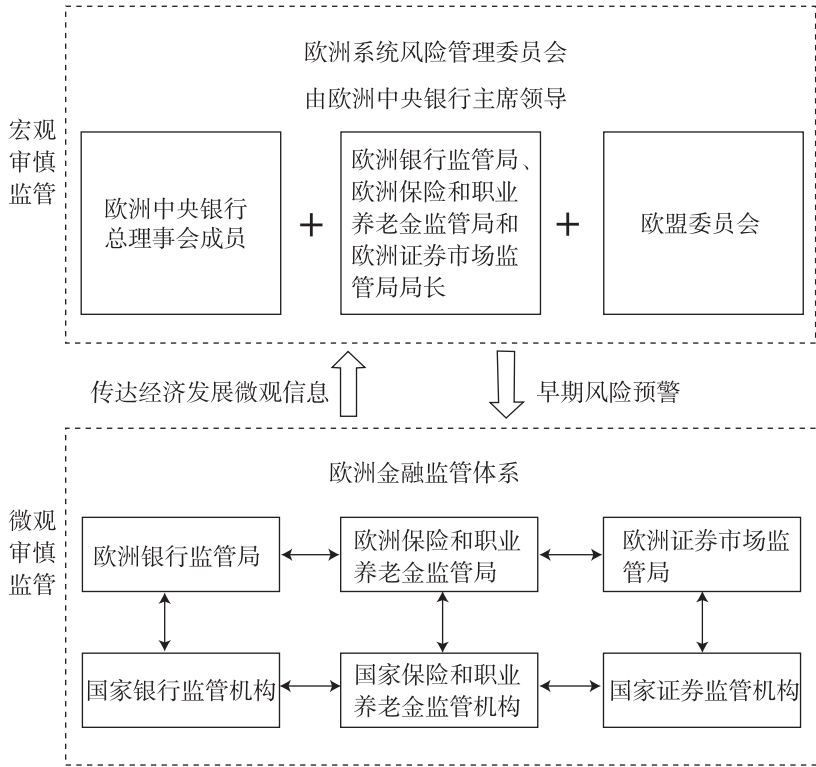 欧洲系统风险管理委员会
由欧洲中央银行主席领导
宏观
审慎
监管
欧洲中央银行
总理事会成员
+
欧洲银行监管局、
欧洲保险和职业
养老金监管局和
欧洲证券市场监
管局局长
+
欧盟委员会
传达经济发展微观信息
早期风险预警
欧洲金融监管体系
微观
审慎
监管
欧洲银行监管局
欧洲保险和职业
养老金监管局
欧洲证券市场监
管局
国家银行监管机构
国家保险和职业
养老金监管机构
国家证券监管机构